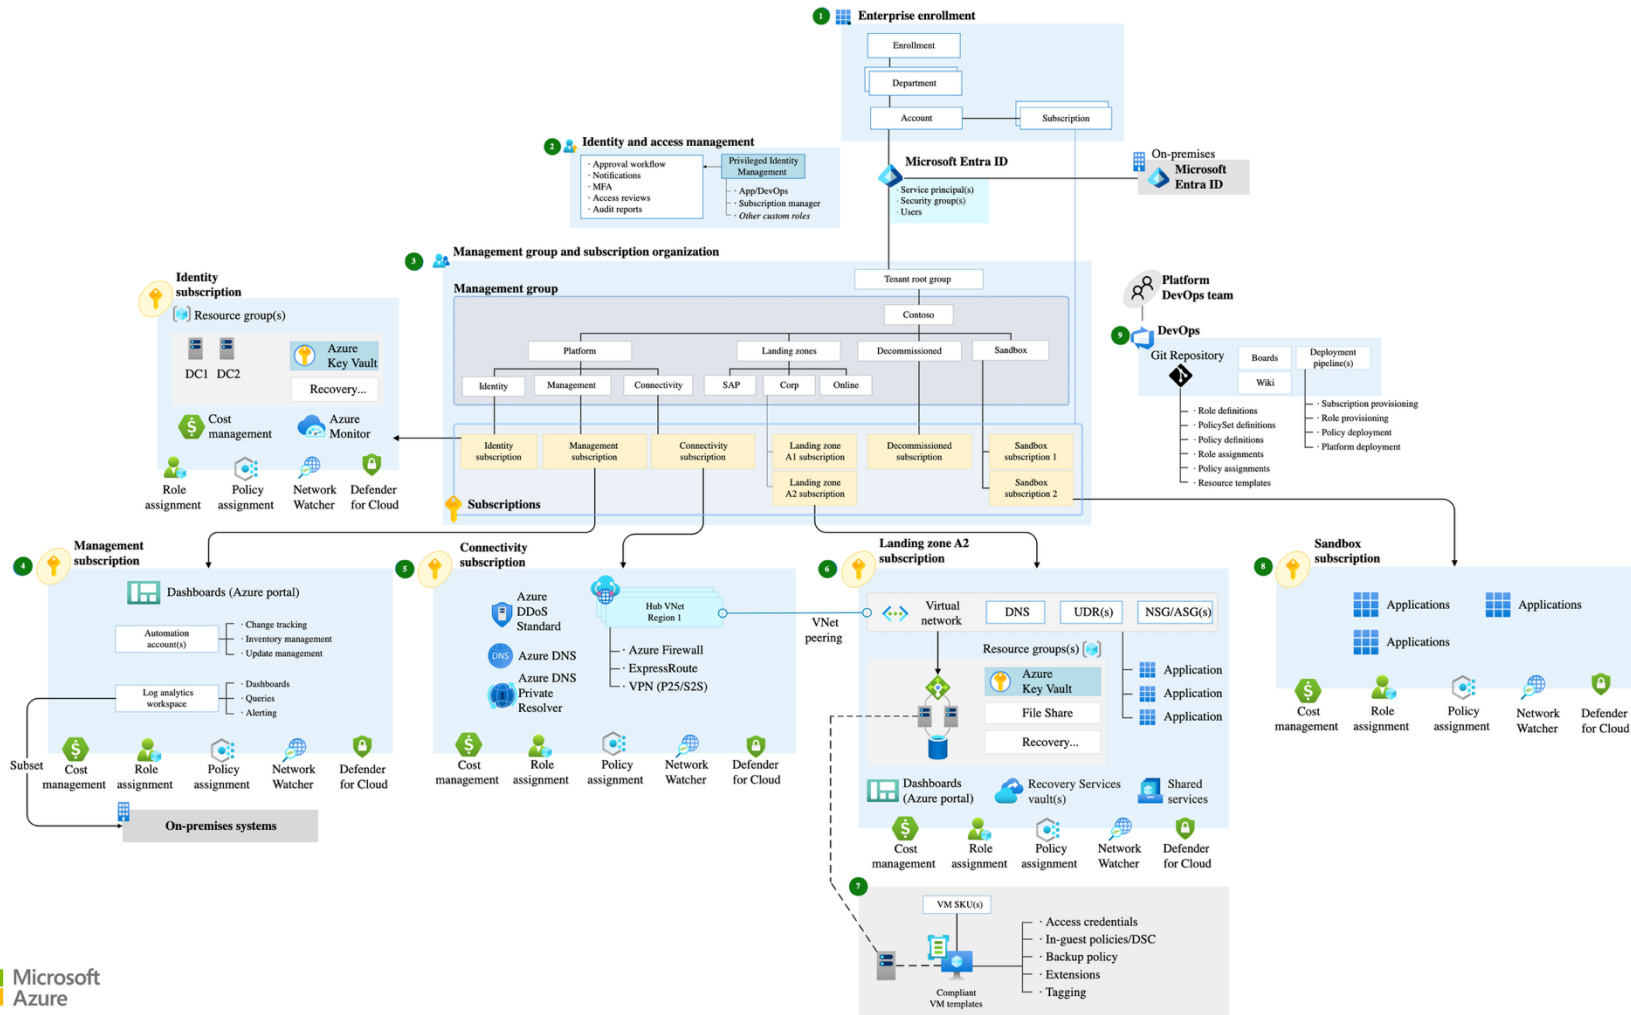 1
Enterprise enrollment
Enrollment
Department
Account
Subscription
2
Identity and access management
· Approval workflow
· Notifications
· MFA
· Access reviews
· Audit reports
Privileged Identity
Management
· App/DevOps
· Subscription manager
· Other custom roles
Microsoft Entra ID
· Service principal(s)
· Security group(s)
· Users
On-premises
Microsoft
Entra ID
3
Management group and subscription organization
Management group
Tenant root group
Contoso
Platform
Landing zones
Decommissioned
Sandbox
Identity
Management
Connectivity
SAP
Corp
Online
Identity
subscription
Management
subscription
Connectivity
subscription
Landing zone
A1 subscription
Landing zone
A2 subscription
Decommissioned
subscription
Sandbox
subscription 1
Sandbox
subscription 2
Subscriptions
Identity
subscription
Resource group(s)
DC1
DC2
Azure
Key Vault
Recovery...
Cost
management
Azure
Monitor
Role
assignment
Policy
assignment
Network
Watcher
Defender
for Cloud
Platform
DevOps team
9
DevOps
Git Repository
Boards
Wiki
Deployment
pipeline(s)
· Role definitions
· PolicySet definitions
· Policy definitions
· Role assignments
· Policy assignments
· Resource templates
· Subscription provisioning
· Role provisioning
· Policy deployment
· Platform deployment
4
Management
subscription
Dashboards (Azure portal)
Automation
account(s)
· Change tracking
· Inventory management
· Update management
Log analytics
workspace
· Dashboards
· Queries
· Alerting
Subset
Cost
management
Role
assignment
Policy
assignment
Network
Watcher
Defender
for Cloud
On-premises systems
5
Connectivity
subscription
Azure
DDoS
Standard
DNS
Azure DNS
Azure DNS
Private
Resolver
Hub VNet
Region 1
· Azure Firewall
· ExpressRoute
· VPN (P25/S2S)
Cost
management
Role
assignment
Policy
assignment
Network
Watcher
Defender
for Cloud
VNet
peering
6
Landing zone A2
subscription
Virtual
network
DNS
UDR(s)
NSG/ASG(s)
Resource groups(s)
Azure
Key Vault
File Share
Recovery...
Application
Application
Application
Dashboards
(Azure portal)
Recovery Services
vault(s)
Shared
services
Cost
management
Role
assignment
Policy
assignment
Network
Watcher
Defender
for Cloud
7
VM SKU(s)
Compliant
VM templates
· Access credentials
· In-guest policies/DSC
· Backup policy
· Extensions
· Tagging
8
Sandbox
subscription
Applications
Applications
Applications
Cost
management
Role
assignment
Policy
assignment
Network
Watcher
Defender
for Cloud
Microsoft
Azure